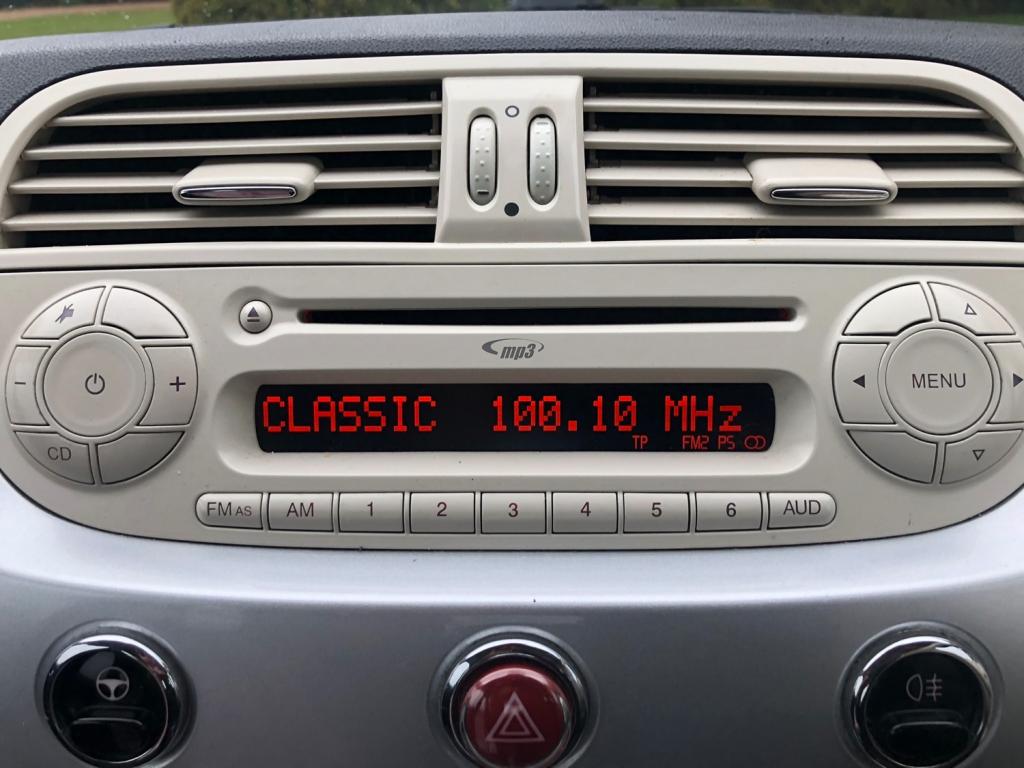 mp3
CLASSIC 100.10 MHz
TP FM2 PS
- +
MENU
CD
FM AS AM 1 2 3 4 5 6 AUD